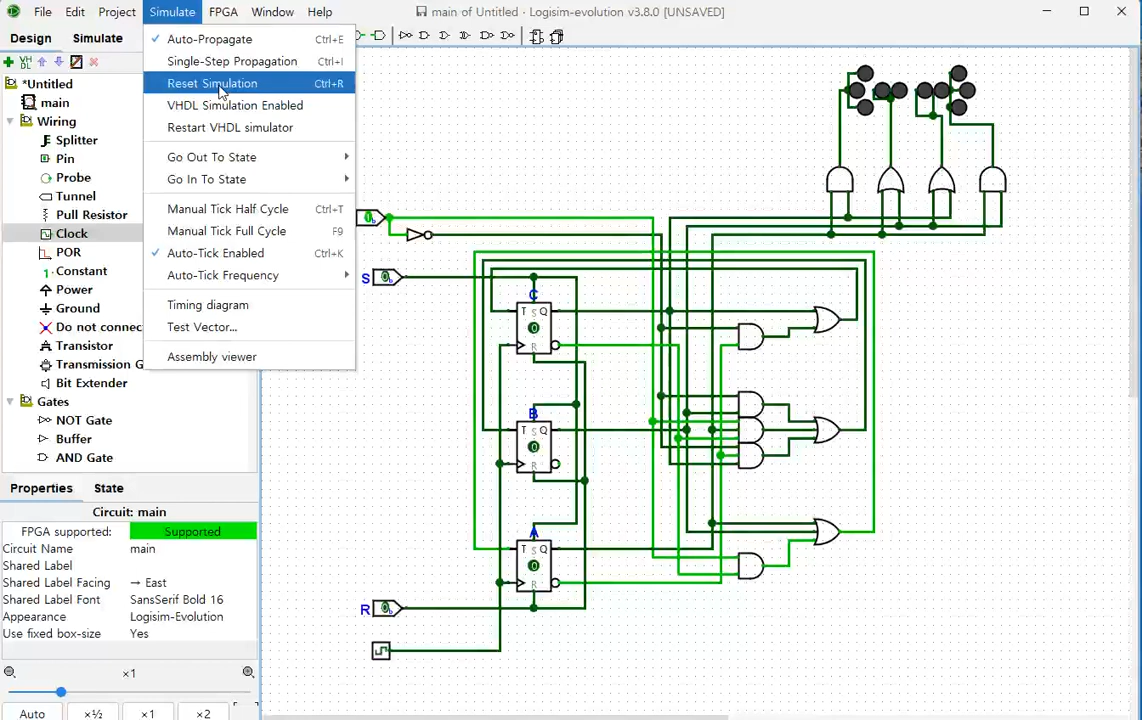 File Edit Project Simulate FPGA Window Help
main of Untitled - Logisim-evolution v3.8.0 [UNSAVED]
Design Simulate
VH
DL
*Untitled
main
Wiring
Splitter
Pin
Probe
Tunnel
Pull Resistor
Clock
POR
Constant
Power
Ground
Do not connec
Transistor
Transmission G
Bit Extender
Gates
NOT Gate
Buffer
AND Gate
Auto-Propagate Ctrl+E
Single-Step Propagation Ctrl+I
Reset Simulation Ctrl+R
VHDL Simulation Enabled
Restart VHDL simulator
Go Out To State
Go In To State
Manual Tick Half Cycle Ctrl+T
Manual Tick Full Cycle F9
Auto-Tick Enabled Ctrl+K
Auto-Tick Frequency
Timing diagram
Test Vector...
Assembly viewer
Properties State
Circuit: main
FPGA supported: Supported
Circuit Name main
Shared Label
Shared Label Facing → East
Shared Label Font SansSerif Bold 16
Appearance Logisim-Evolution
Use fixed box-size Yes
×1
Auto ×½ ×1 ×2
S
C
T S Q
0
R
B
T S Q
0
R
A
T S Q
0
R
R